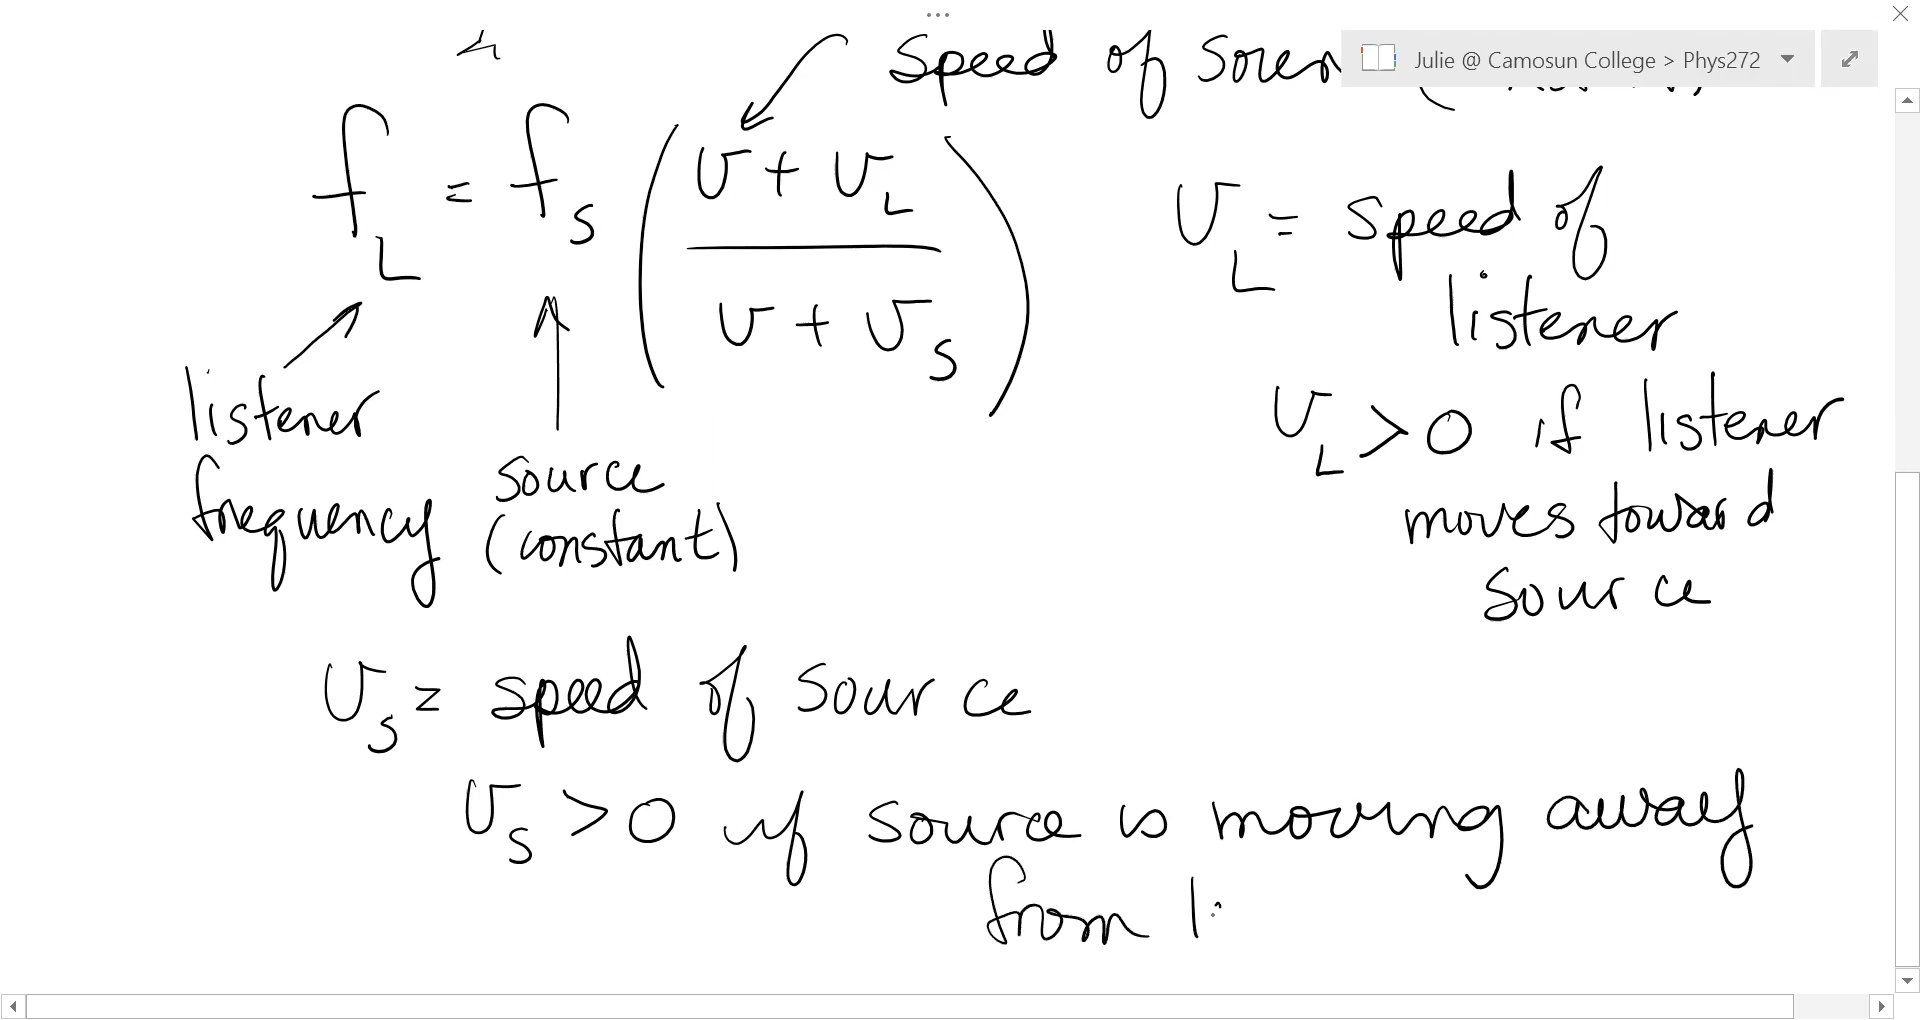 ...
Speed of
Julie @ Camosun College > Phys272
f_L = f_S ( v + v_L / v + v_S )
v_L = speed of
listener
v_L > 0 if listener
moves toward
source
listener
frequency
source
(constant)
v_S = speed of source
v_S > 0 if source is moving away
from